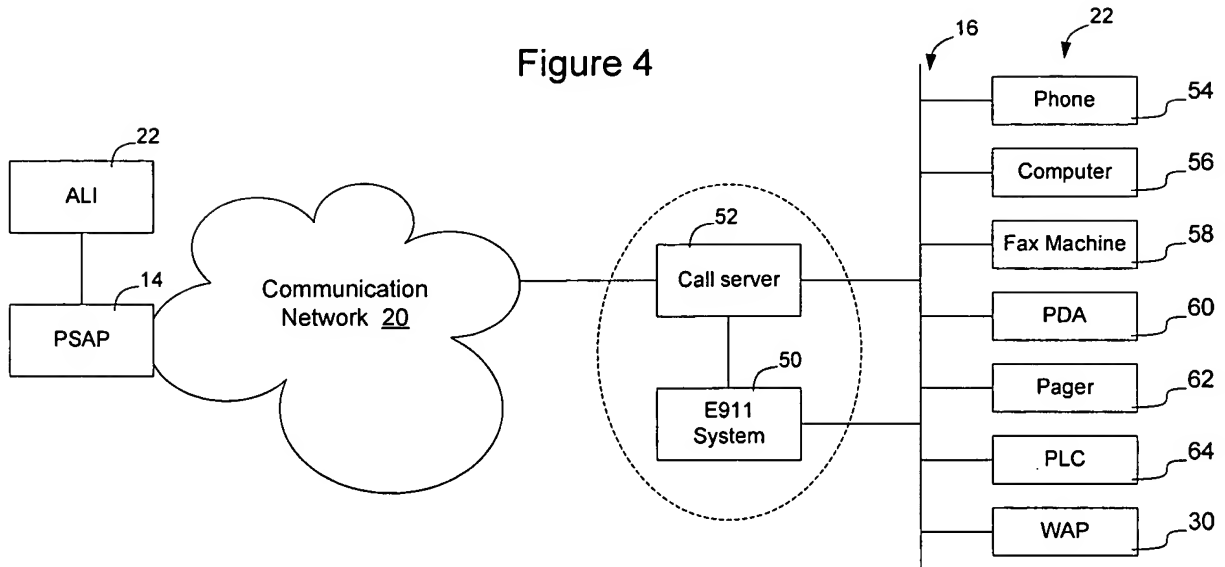 Figure 4
16
22
Phone
54
22
ALI
Computer
56
52
Call server
Fax Machine
58
14
PSAP
Communication
Network 20
PDA
60
50
E911
System
Pager
62
PLC
64
WAP
30